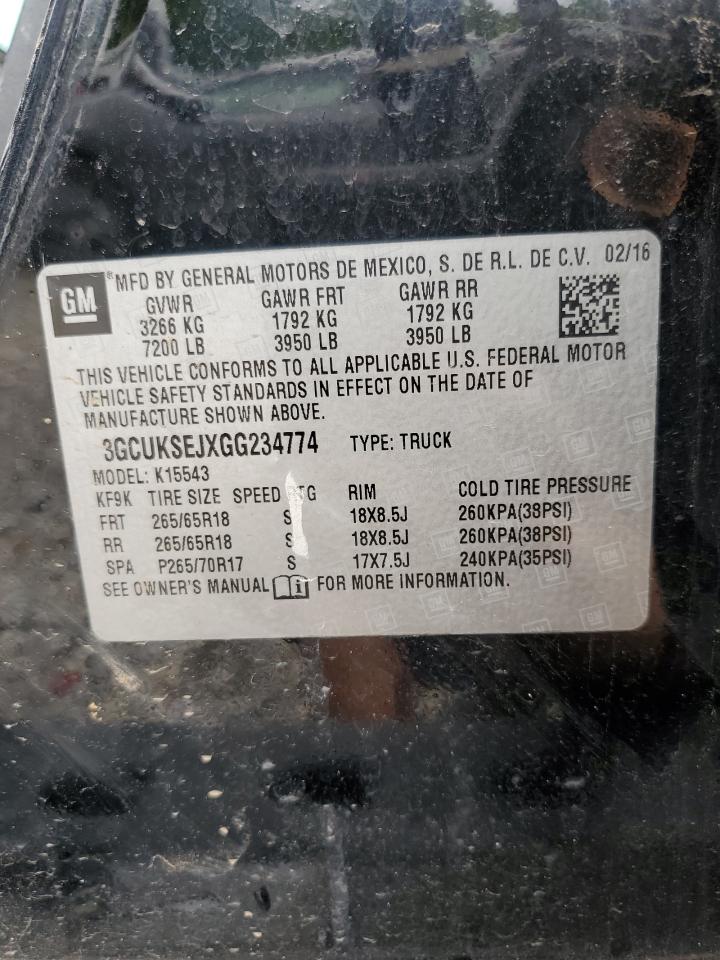 GM ®MFD BY GENERAL MOTORS DE MEXICO, S. DE R.L. DE C.V. 02/16
GVWR GAWR FRT GAWR RR
3266 KG 1792 KG 1792 KG
7200 LB 3950 LB 3950 LB
THIS VEHICLE CONFORMS TO ALL APPLICABLE U.S. FEDERAL MOTOR
VEHICLE SAFETY STANDARDS IN EFFECT ON THE DATE OF
MANUFACTURE SHOWN ABOVE.
3GCUKSEJXGG234774 TYPE: TRUCK
MODEL: K15543
KF9K TIRE SIZE SPEED TG RIM COLD TIRE PRESSURE
FRT 265/65R18 S 18X8.5J 260KPA(38PSI)
RR 265/65R18 S 18X8.5J 260KPA(38PSI)
SPA P265/70R17 S 17X7.5J 240KPA(35PSI)
SEE OWNER'S MANUAL FOR MORE INFORMATION.